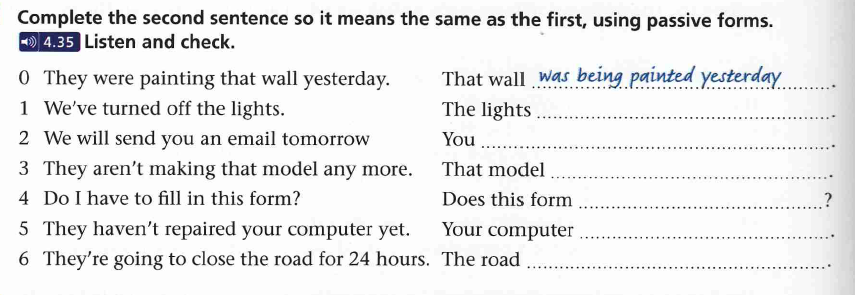 Complete the second sentence so it means the same as the first, using passive forms.
4.35 Listen and check.
0 They were painting that wall yesterday. That wall was being painted yesterday.
1 We've turned off the lights. The lights ..............................
2 We will send you an email tomorrow You ..............................
3 They aren't making that model any more. That model ..............................
4 Do I have to fill in this form? Does this form ..............................?
5 They haven't repaired your computer yet. Your computer ..............................
6 They're going to close the road for 24 hours. The road ..............................